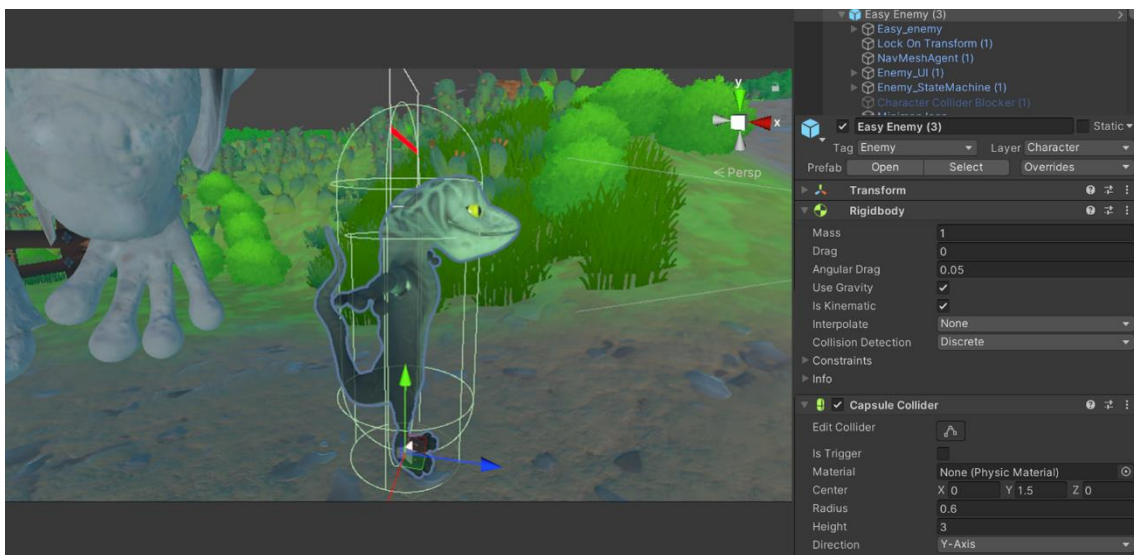 Easy Enemy (3)
Easy_enemy
Lock On Transform (1)
NavMeshAgent (1)
Enemy_UI (1)
Enemy_StateMachine (1)
Character Collider Blocker (1)
y
x
Persp
Easy Enemy (3) Static
Tag Enemy Layer Character
Prefab Open Select Overrides
Transform
Rigidbody
Mass 1
Drag 0
Angular Drag 0.05
Use Gravity
Is Kinematic
Interpolate None
Collision Detection Discrete
Constraints
Info
Capsule Collider
Edit Collider
Is Trigger
Material None (Physic Material)
Center X 0 Y 1.5 Z 0
Radius 0.6
Height 3
Direction Y-Axis